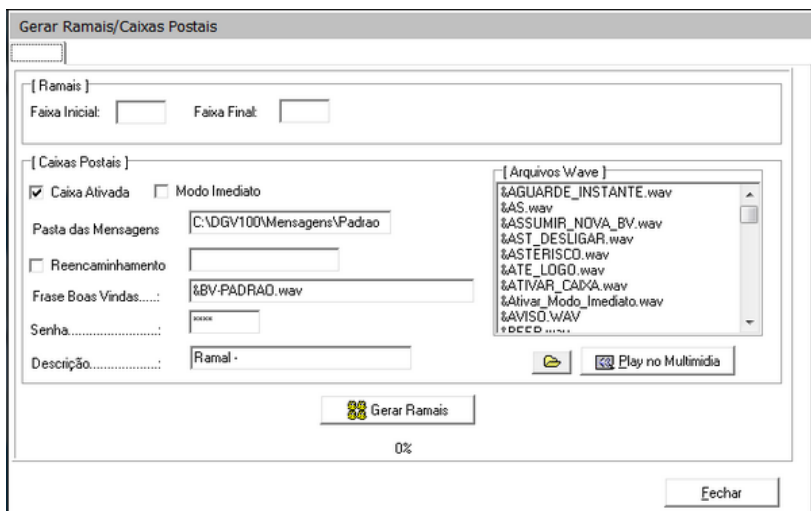 Gerar Ramais/Caixas Postais
[ Ramais ]
Faixa Inicial:
Faixa Final:
[ Caixas Postais ]
Caixa Ativada
Modo Imediato
Pasta das Mensagens
C:\DGV100\Mensagens\Padrao
Reencaminhamento
Frase Boas Vindas.....:
&BV-PADRAO.wav
Senha.........................:
****
Descrição...................:
Ramal -
[ Arquivos Wave ]
&AGUARDE_INSTANTE.wav
&AS.wav
&ASSUMIR_NOVA_BV.wav
&AST_DESLIGAR.wav
&ASTERISCO.wav
&ATE_LOGO.wav
&ATIVAR_CAIXA.wav
&Ativar_Modo_Imediato.wav
&AVISO.WAV
Play no Multimidia
Gerar Ramais
0%
Fechar